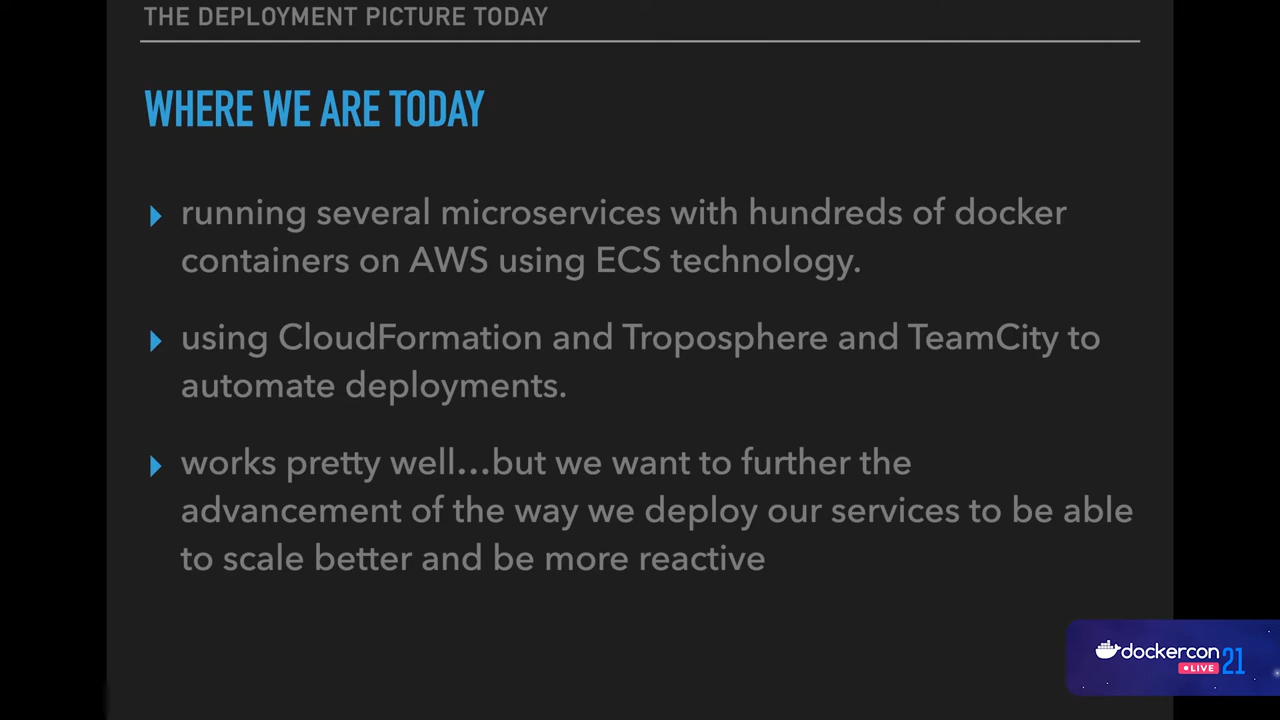 THE DEPLOYMENT PICTURE TODAY
WHERE WE ARE TODAY
running several microservices with hundreds of docker
containers on AWS using ECS technology.
using CloudFormation and Troposphere and TeamCity to
automate deployments.
works pretty well...but we want to further the
advancement of the way we deploy our services to be able
to scale better and be more reactive
dockercon
LIVE 21